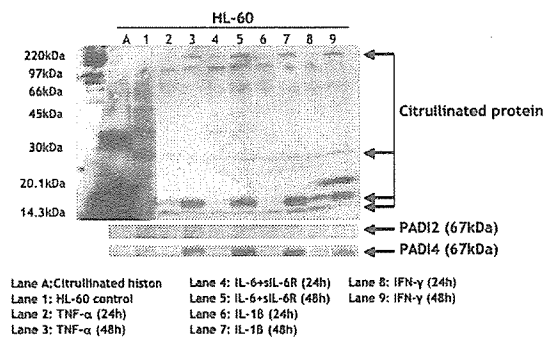 HL-60
A 1 2 3 4 5 6 7 8 9
220kDa
97kDa
66kDa
45kDa
30kDa
20.1kDa
14.3kDa
Citrullinated protein
PADI2 (67kDa)
PADI4 (67kDa)
Lane A:Citrullinated histon
Lane 1: HL-60 control
Lane 2: TNF-α (24h)
Lane 3: TNF-α (48h)
Lane 4: IL-6+sIL-6R (24h)
Lane 5: IL-6+sIL-6R (48h)
Lane 6: IL-1β (24h)
Lane 7: IL-1β (48h)
Lane 8: IFN-γ (24h)
Lane 9: IFN-γ (48h)